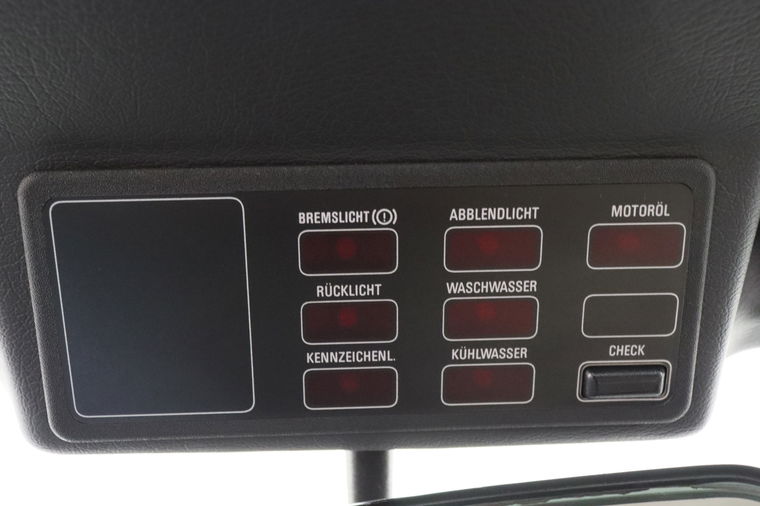 BREMSLICHT (!)
ABBLENDLICHT
MOTORÖL
RÜCKLICHT
WASCHWASSER
KENNZEICHENL.
KÜHLWASSER
CHECK